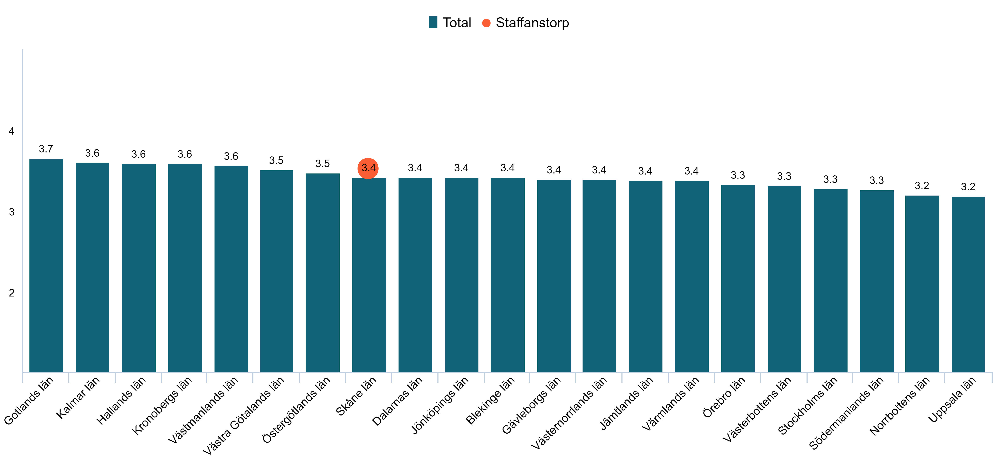 Total Staffanstorp
4
3
2
3.7 3.6 3.6 3.6 3.6 3.5 3.5 3.4 3.4 3.4 3.4 3.4 3.4 3.4 3.4 3.3 3.3 3.3 3.3 3.2 3.2
Gotlands län
Kalmar län
Hallands län
Kronobergs län
Västmanlands län
Västra Götalands län
Östergötlands län
Skåne län
Dalarnas län
Jönköpings län
Blekinge län
Gävleborgs län
Västernorrlands län
Jämtlands län
Värmlands län
Örebro län
Västerbottens län
Stockholms län
Södermanlands län
Norrbottens län
Uppsala län